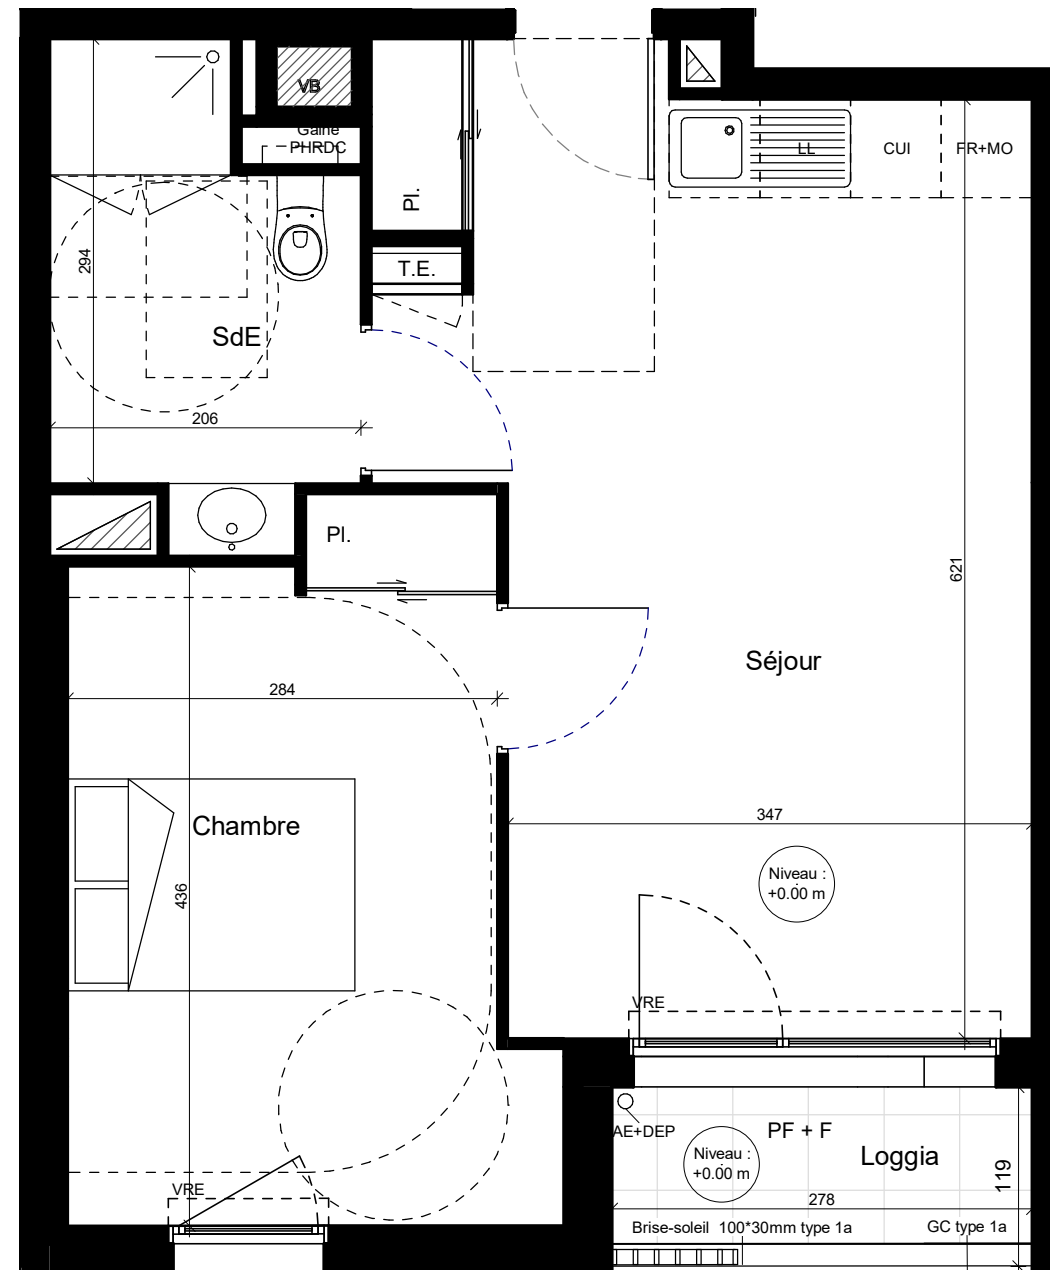 VB
Gaine
PHRDC
Pl.
LL
CUI
FR+MO
294
T.E.
SdE
206
Pl.
621
Séjour
284
Chambre
347
436
Niveau :
+0.00 m
VRE
AE+DEP
PF + F
Niveau :
+0.00 m
Loggia
119
VRE
278
Brise-soleil 100*30mm type 1a
GC type 1a